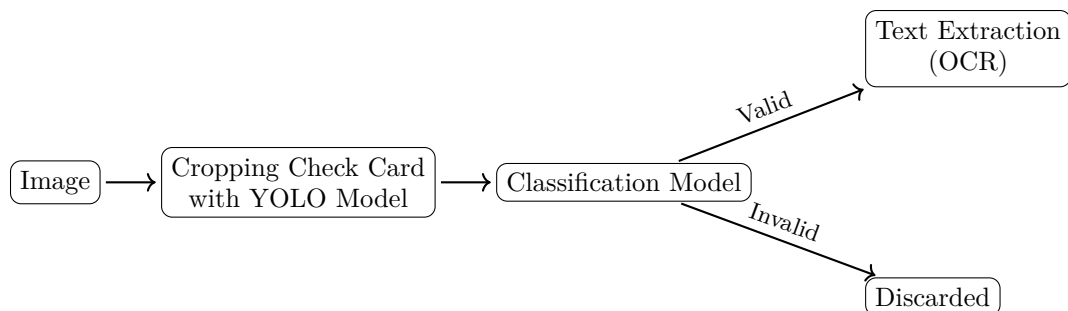 Image
Cropping Check Card
with YOLO Model
Classification Model
Valid
Text Extraction
(OCR)
Invalid
Discarded